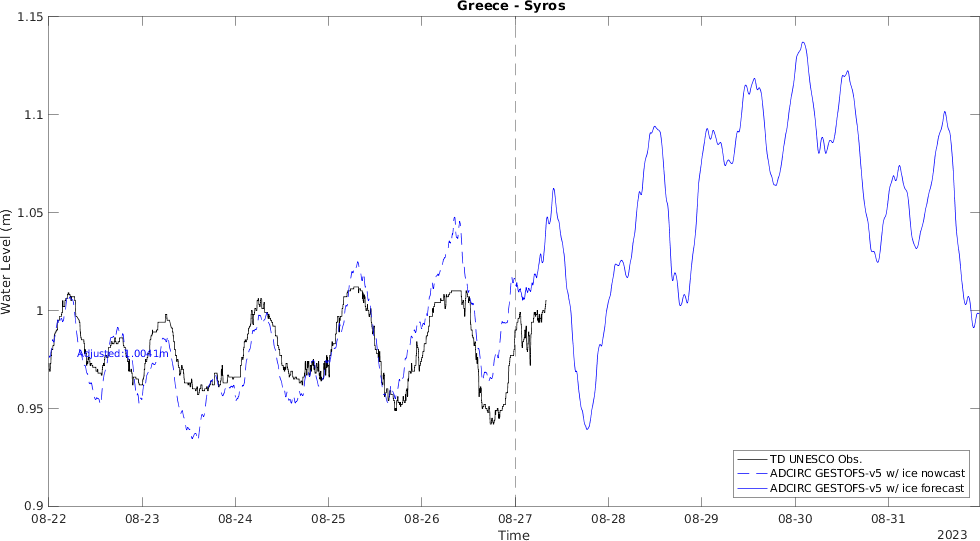 Greece - Syros
1.15
1.1
1.05
1
0.95
0.9
Water Level (m)
Adjusted:1.0041m
TD UNESCO Obs.
ADCIRC GESTOFS-v5 w/ ice nowcast
ADCIRC GESTOFS-v5 w/ ice forecast
08-22 08-23 08-24 08-25 08-26 08-27 08-28 08-29 08-30 08-31
Time
2023